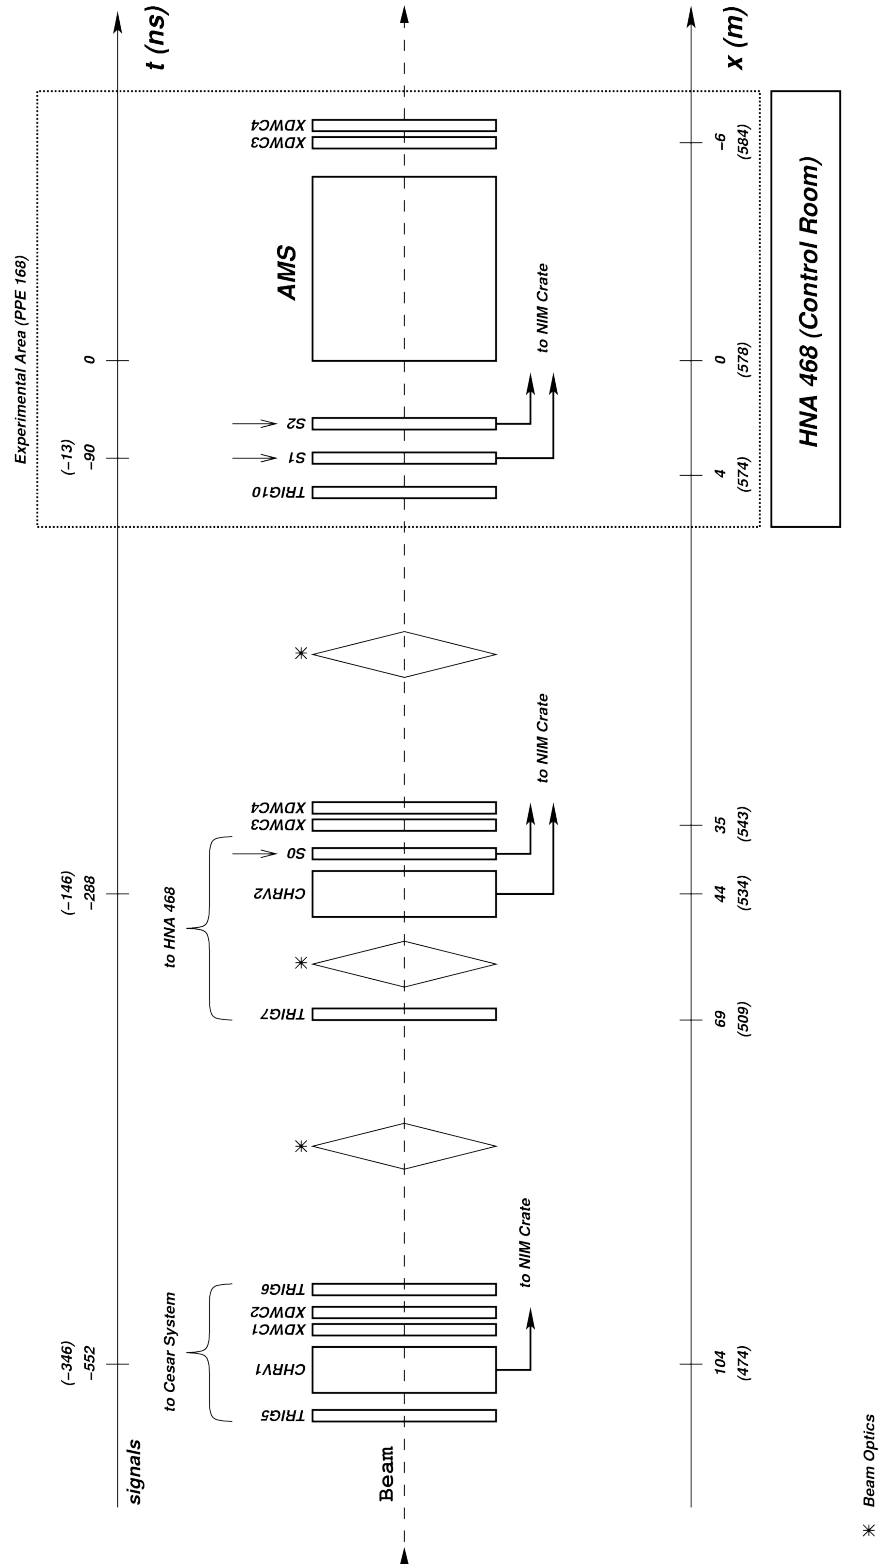 signals
t (ns)
(−346)
−552
(−146)
−288
(−13)
−90
0
Experimental Area (PPE 168)
to Cesar System
to HNA 468
TRIG5
CHRV1
XDWC1
XDWC2
TRIG6
TRIG7
CHRV2
S0
XDWC3
XDWC4
TRIG10
S1
S2
AMS
XDWC3
XDWC4
Beam
to NIM Crate
to NIM Crate
to NIM Crate
x (m)
104
(474)
69
(509)
44
(534)
35
(543)
4
(574)
0
(578)
−6
(584)
HNA 468 (Control Room)
* Beam Optics